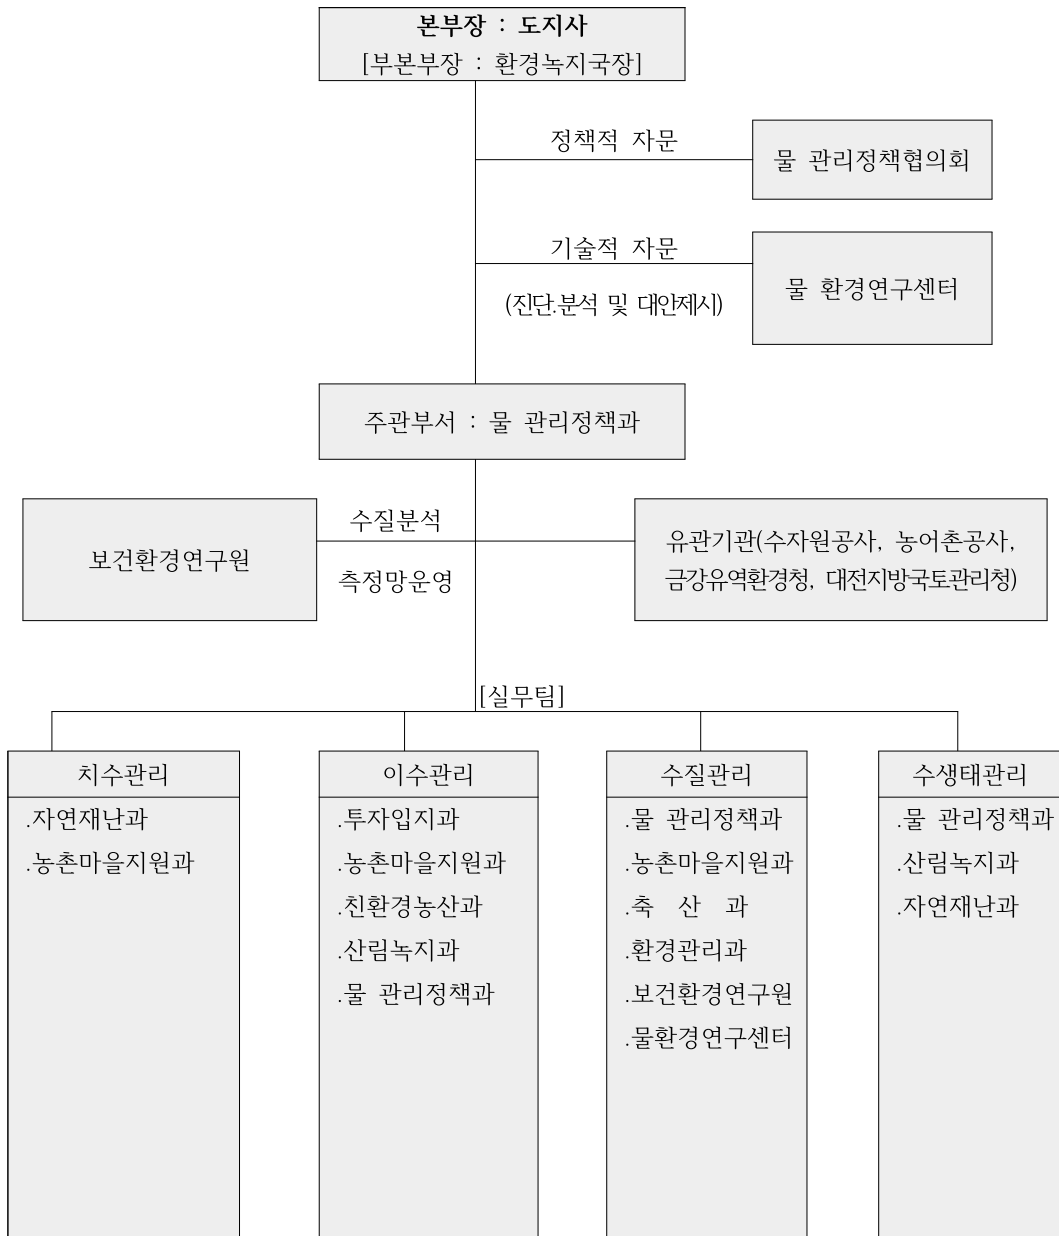 본부장 : 도지사
[부본부장 : 환경녹지국장]
정책적 자문
물 관리정책협의회
기술적 자문
(진단.분석 및 대안제시)
물 환경연구센터
주관부서 : 물 관리정책과
보건환경연구원
수질분석
측정망운영
유관기관(수자원공사, 농어촌공사,
금강유역환경청, 대전지방국토관리청)
[실무팀]
치수관리
.자연재난과
.농촌마을지원과
이수관리
.투자입지과
.농촌마을지원과
.친환경농산과
.산림녹지과
.물 관리정책과
수질관리
.물 관리정책과
.농촌마을지원과
.축 산 과
.환경관리과
.보건환경연구원
.물환경연구센터
수생태관리
.물 관리정책과
.산림녹지과
.자연재난과